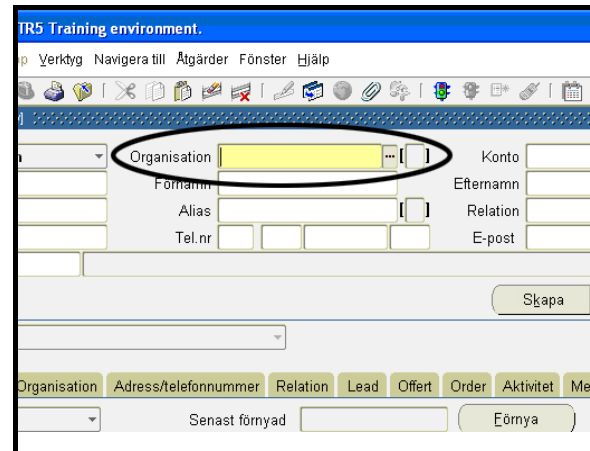 TR5 Training environment.
Verktyg Navigera till Åtgärder Fönster Hjälp
Organisation [ ] Konto
Förnamn Efternamn
Alias [ ] Relation
Tel.nr E-post
Skapa
Organisation Adress/telefonnummer Relation Lead Offert Order Aktivitet Me
Senast förnyad Förnya